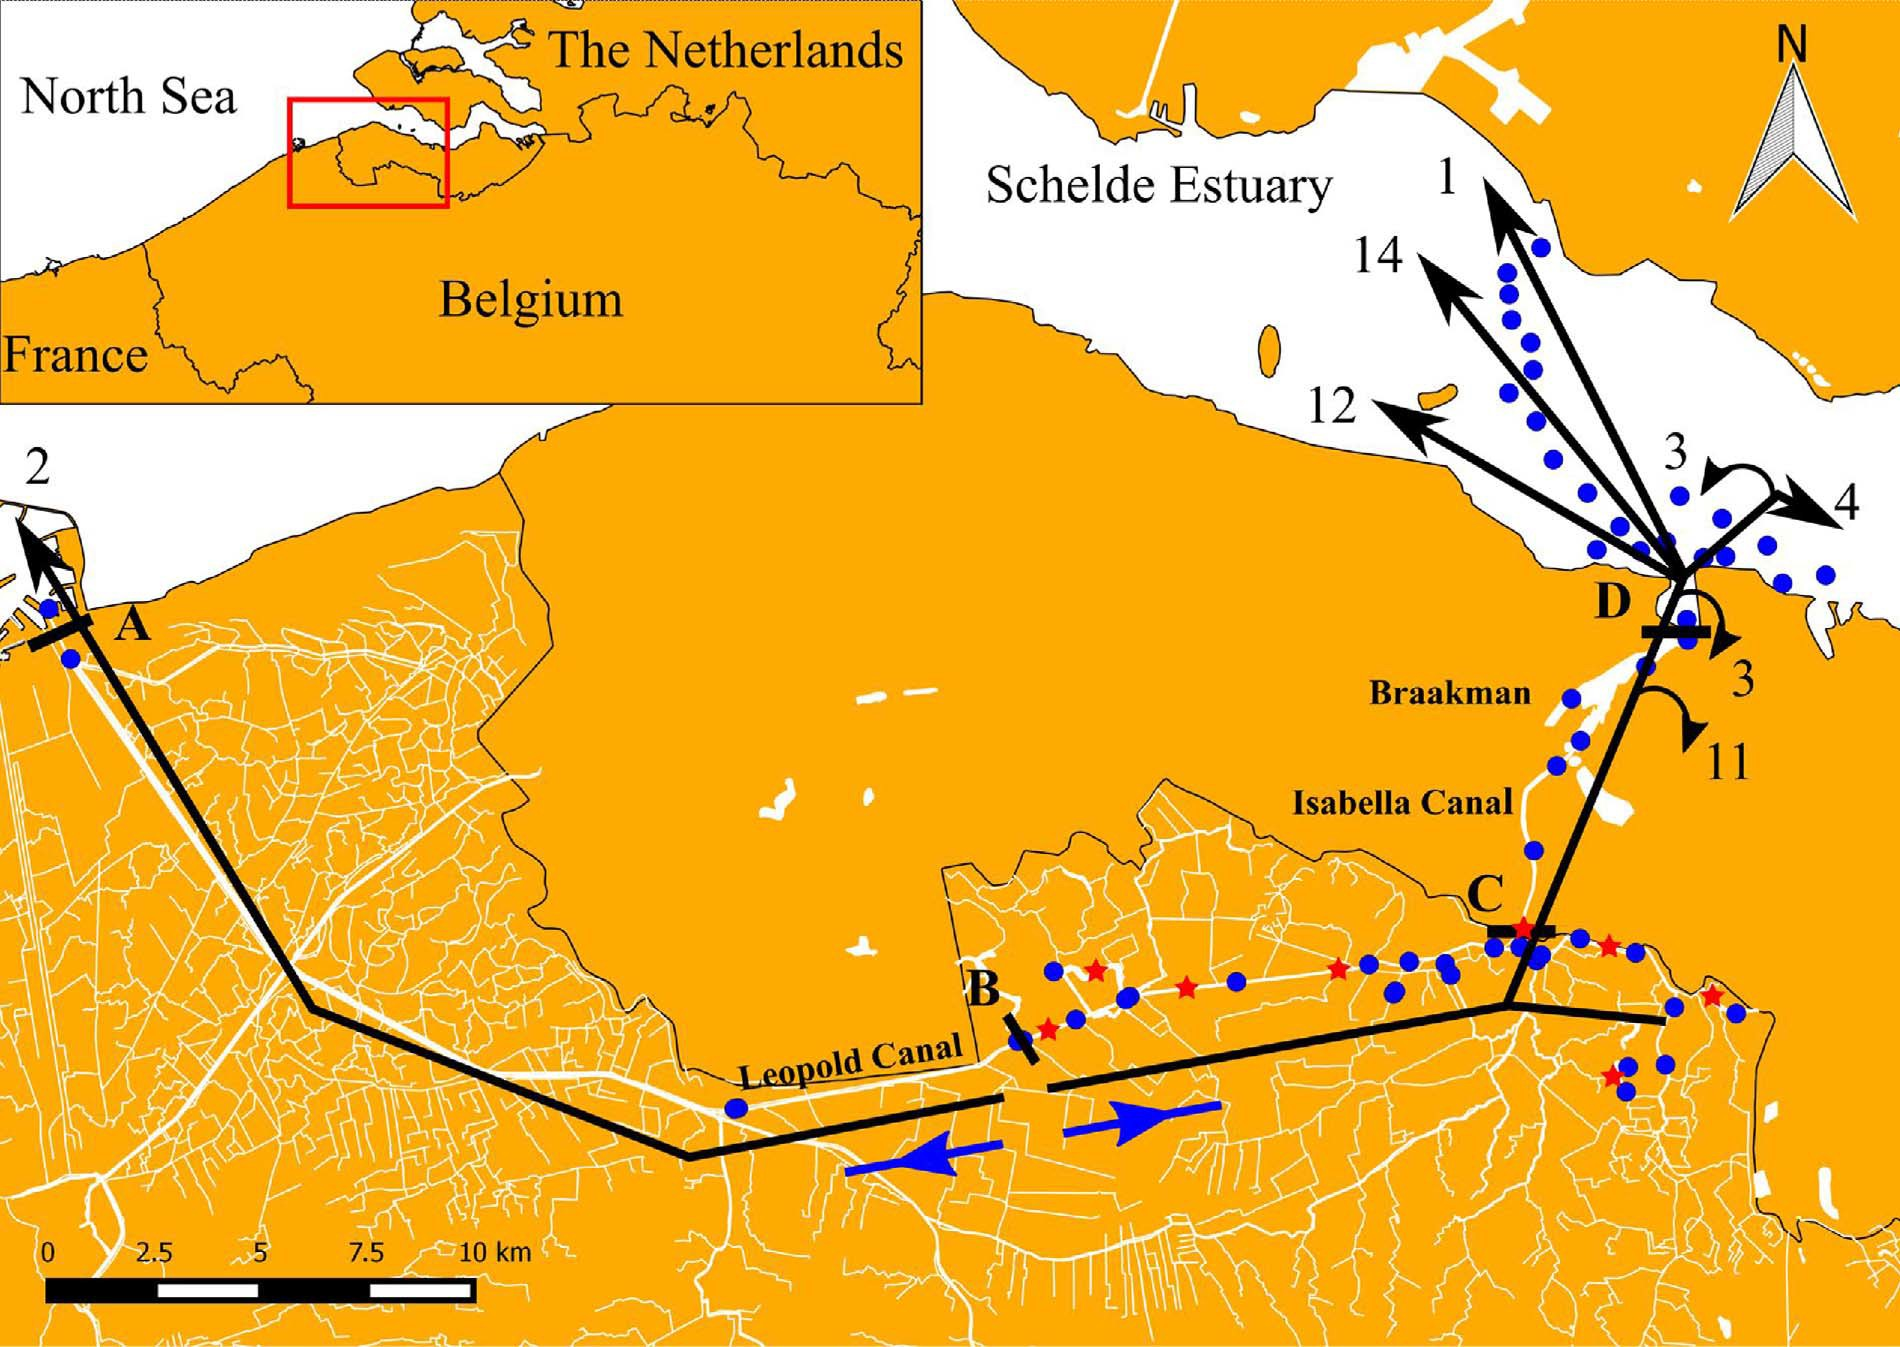 The Netherlands
North Sea
Belgium
France
N
Schelde Estuary
1
14
12
3
4
2
A
D
3
Braakman
11
Isabella Canal
C
B
Leopold Canal
0 2.5 5 7.5 10 km